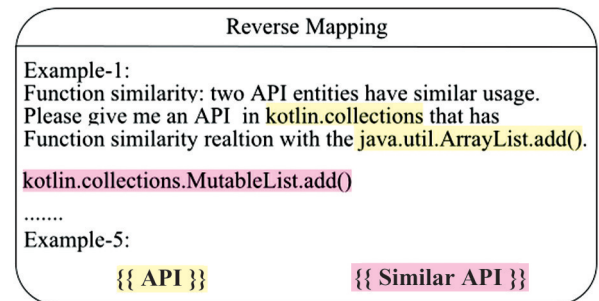 Reverse Mapping
Example-1:
Function similarity: two API entities have similar usage.
Please give me an API in kotlin.collections that has
Function similarity realtion with the java.util.ArrayList.add().
kotlin.collections.MutableList.add()
.......
Example-5:
{{ API }} {{ Similar API }}